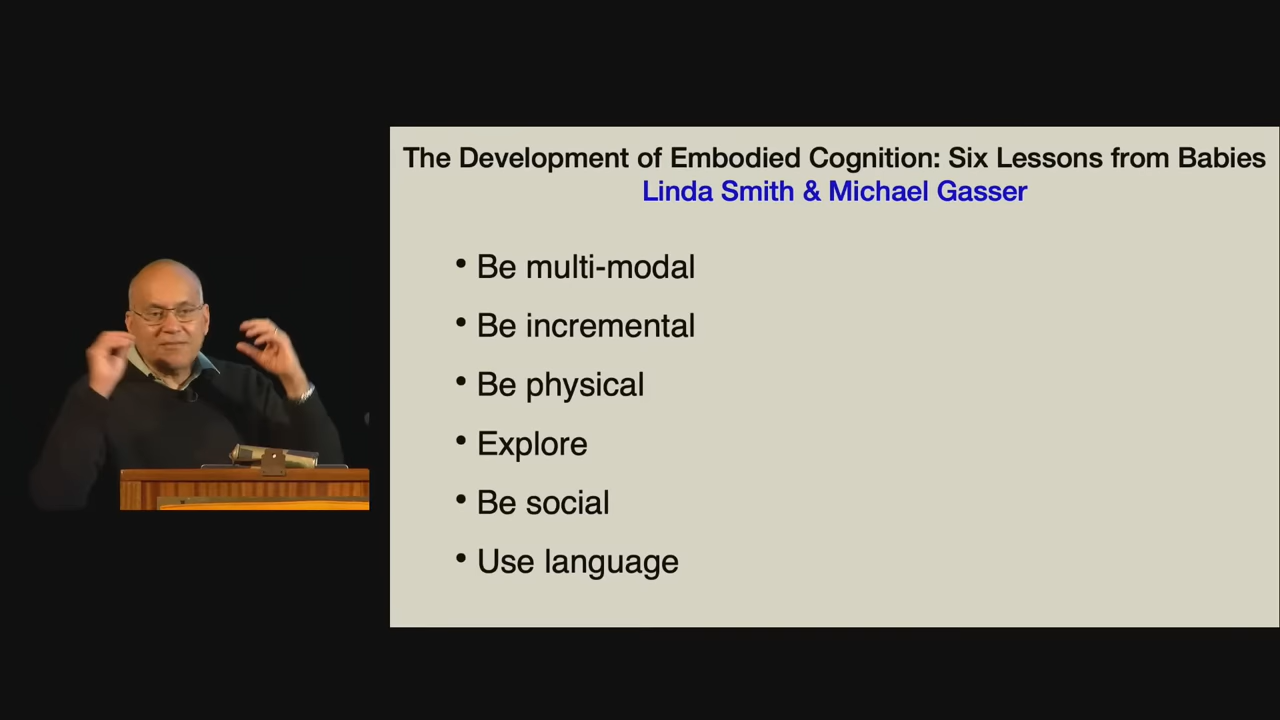 The Development of Embodied Cognition: Six Lessons from Babies
Linda Smith & Michael Gasser
• Be multi-modal
• Be incremental
• Be physical
• Explore
• Be social
• Use language